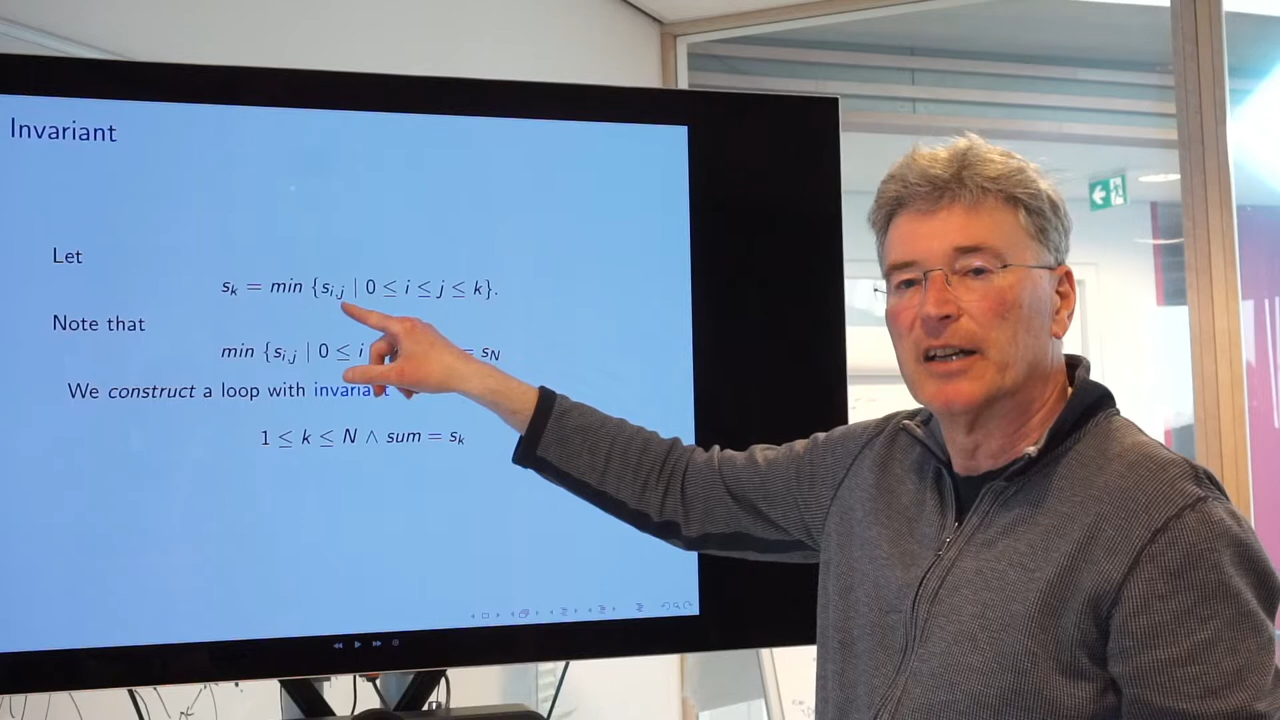 Invariant
Let
s_k = min {s_{i,j} | 0 ≤ i ≤ j ≤ k}.
Note that
min {s_{i,j} | 0 ≤ i = s_N
We construct a loop with invariant
1 ≤ k ≤ N ∧ sum = s_k